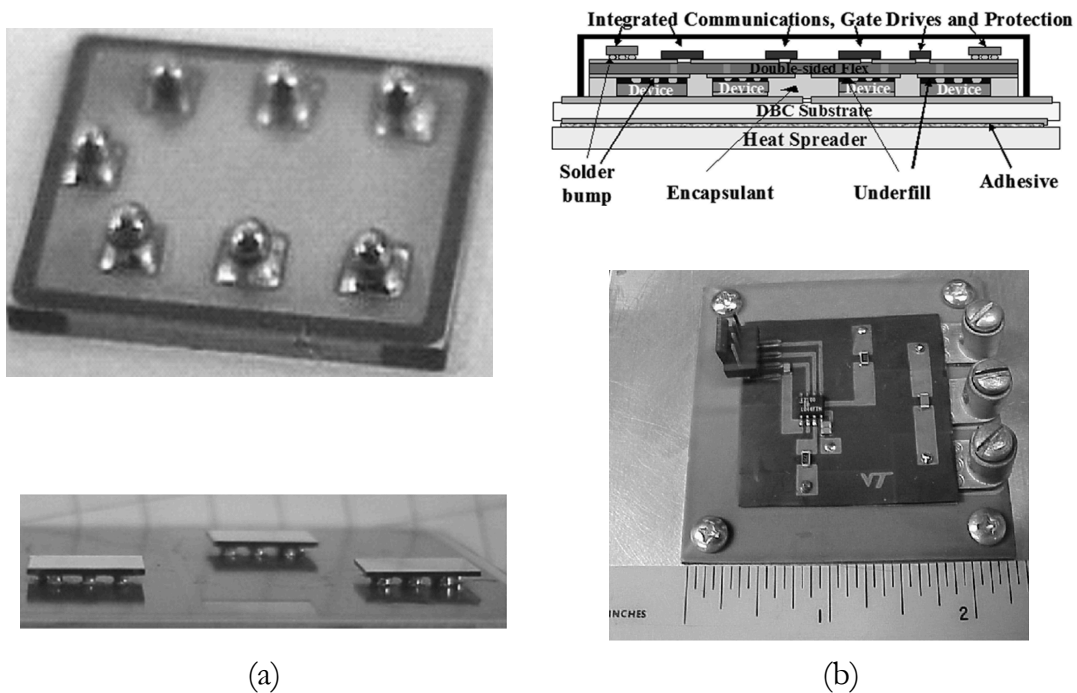 Integrated Communications, Gate Drives and Protection
Double-sided Flex
Device Device Device Device
DBC Substrate
Heat Spreader
Solder
bump
Encapsulant
Underfill
Adhesive
VT
INCHES
1
2
(a)
(b)